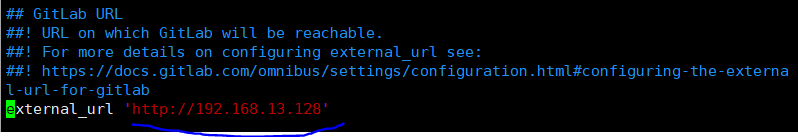 ## GitLab URL
##! URL on which GitLab will be reachable.
##! For more details on configuring external_url see:
##! https://docs.gitlab.com/omnibus/settings/configuration.html#configuring-the-externa
l-url-for-gitlab
external_url 'http://192.168.13.128'